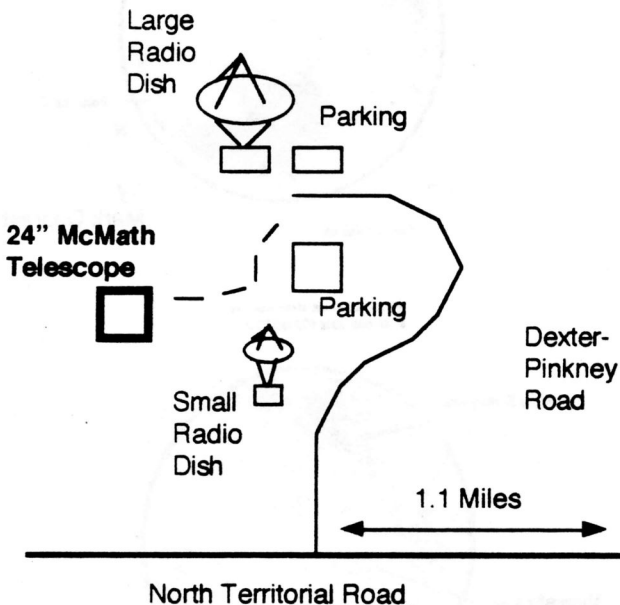 Large
Radio
Dish
Parking
24" McMath
Telescope
Parking
Dexter-
Pinkney
Road
Small
Radio
Dish
1.1 Miles
North Territorial Road